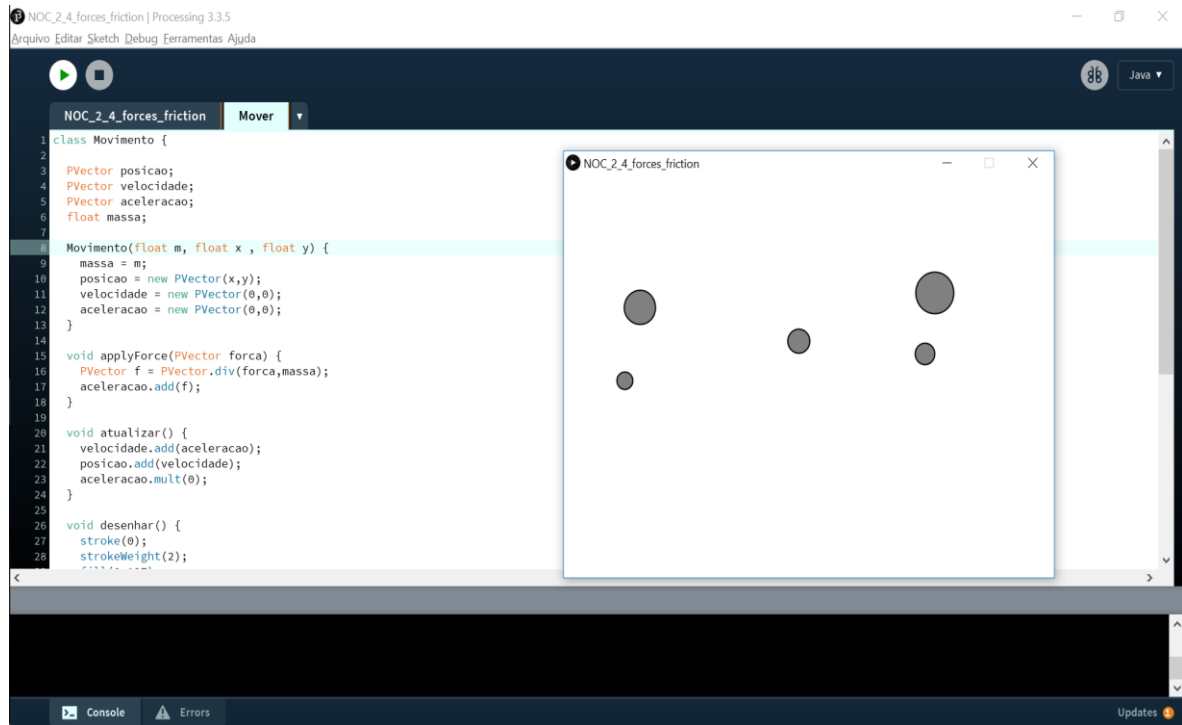 NOC_2_4_forces_friction | Processing 3.3.5
Arquivo Editar Sketch Debug Ferramentas Ajuda
Java ▾
NOC_2_4_forces_friction Mover ▾
1 class Movimento {
2
3 PVector posicao;
4 PVector velocidade;
5 PVector aceleracao;
6 float massa;
7
8 Movimento(float m, float x , float y) {
9 massa = m;
10 posicao = new PVector(x,y);
11 velocidade = new PVector(0,0);
12 aceleracao = new PVector(0,0);
13 }
14
15 void applyForce(PVector forca) {
16 PVector f = PVector.div(forca,massa);
17 aceleracao.add(f);
18 }
19
20 void atualizar() {
21 velocidade.add(aceleracao);
22 posicao.add(velocidade);
23 aceleracao.mult(0);
24 }
25
26 void desenhar() {
27 stroke(0);
28 strokeWeight(2);
NOC_2_4_forces_friction
Console Errors
Updates 1